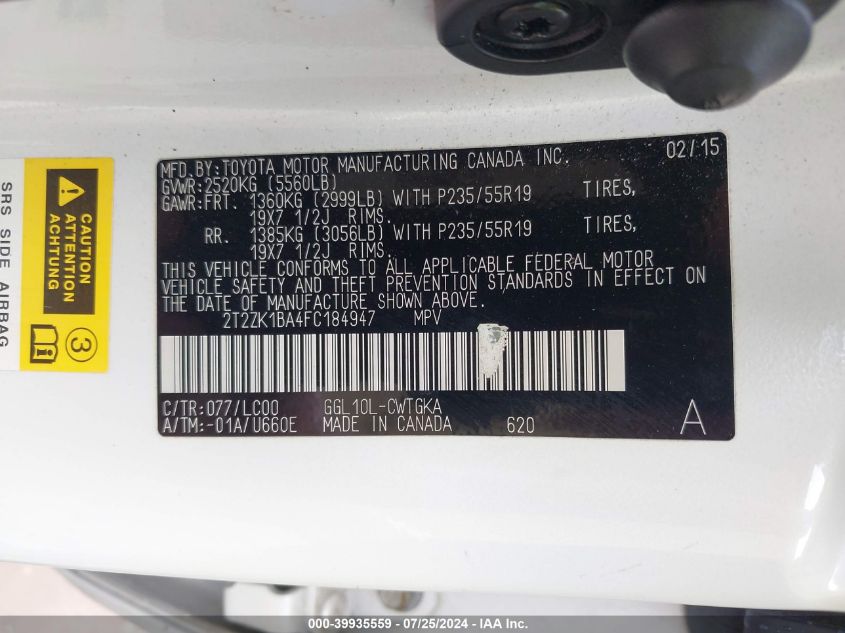 MFD.BY:TOYOTA MOTOR MANUFACTURING CANADA INC. 02/15
GVWR:2520KG (5560LB)
GAWR:FRT. 1360KG (2999LB) WITH P235/55R19 TIRES,
19X7 1/2J RIMS.
RR. 1385KG (3056LB) WITH P235/55R19 TIRES,
19X7 1/2J RIMS.
THIS VEHICLE CONFORMS TO ALL APPLICABLE FEDERAL MOTOR
VEHICLE SAFETY AND THEFT PREVENTION STANDARDS IN EFFECT ON
THE DATE OF MANUFACTURE SHOWN ABOVE.
2T2ZK1BA4FC184947 MPV
C/TR:077/LC00 GGL10L-CWTGKA
A/TM:-01A/U660E MADE IN CANADA 620 A
SRS SIDE AIRBAG
CAUTION
ATTENTION
ACHTUNG
3
000-39935559 - 07/25/2024 - IAA Inc.